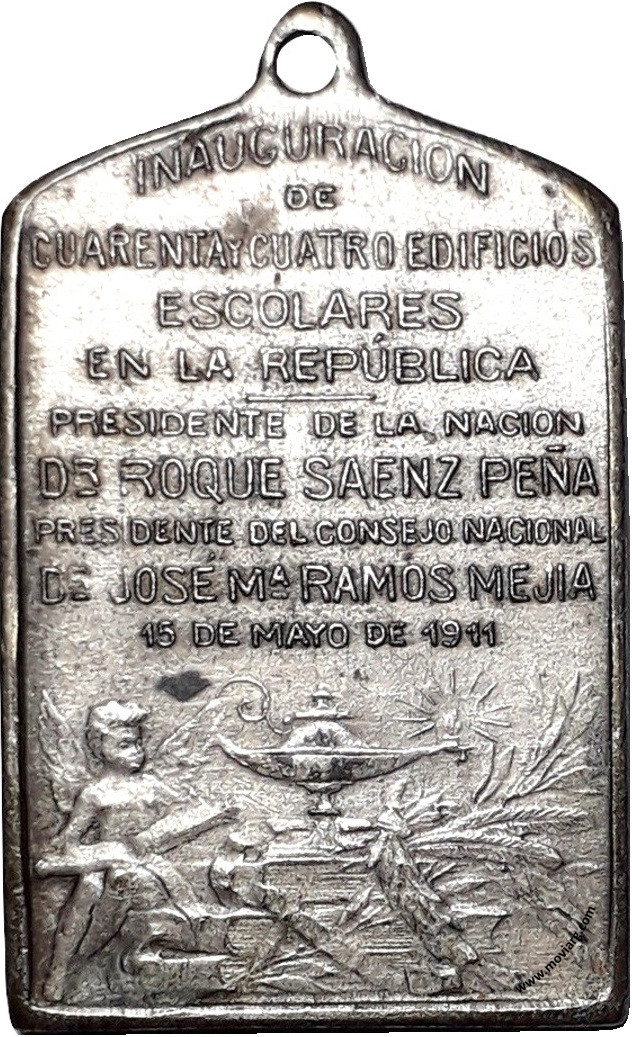 INAUGURACION
DE
CUARENTA Y CUATRO EDIFICIOS
ESCOLARES
EN LA REPÚBLICA
PRESIDENTE DE LA NACION
DR ROQUE SAENZ PEÑA
PRESIDENTE DEL CONSEJO NACIONAL
DR JOSÉ Mª RAMOS MEJIA
15 DE MAYO DE 1911
www.moviarg.com